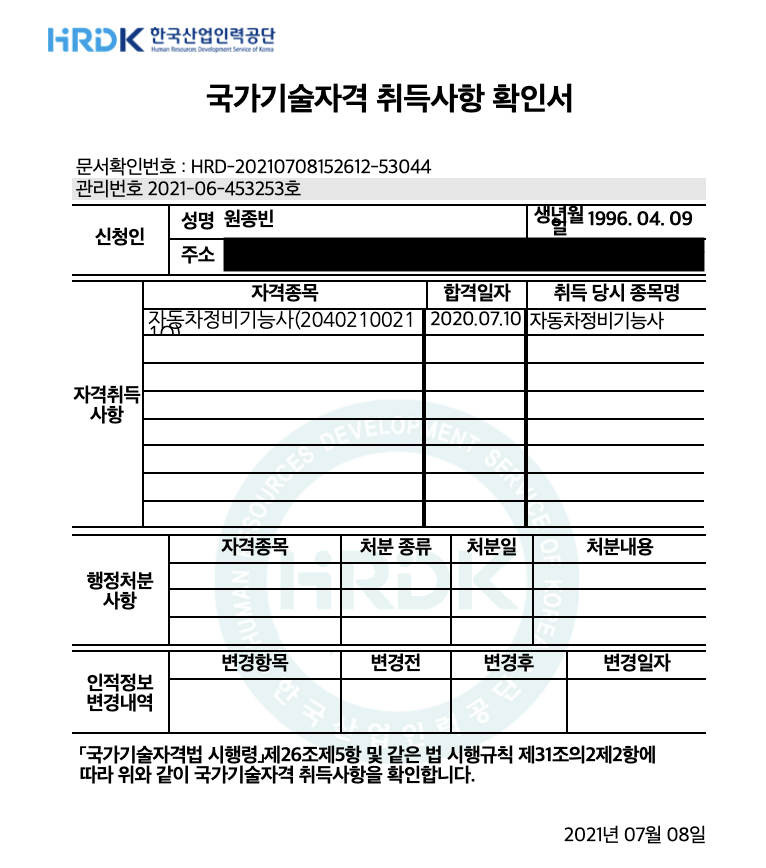 HRDK 한국산업인력공단
Human Resources Development Service of Korea
국가기술자격 취득사항 확인서
문서확인번호 : HRD-20210708152612-53044
관리번호 2021-06-453253호
신청인
성명 원종빈
생년월일 1996. 04. 09
주소
자격취득사항
자격종목 합격일자 취득 당시 종목명
자동차정비기능사(2040210021
10)
2020.07.10 자동차정비기능사
행정처분사항
자격종목 처분 종류 처분일 처분내용
인적정보
변경내역
변경항목 변경전 변경후 변경일자
HUMAN RESOURCES DEVELOPMENT SERVICE OF KOREA
HRDK
한국산업인력공단
「국가기술자격법 시행령」제26조제5항 및 같은 법 시행규칙 제31조의2제2항에
따라 위와 같이 국가기술자격 취득사항을 확인합니다.
2021년 07월 08일